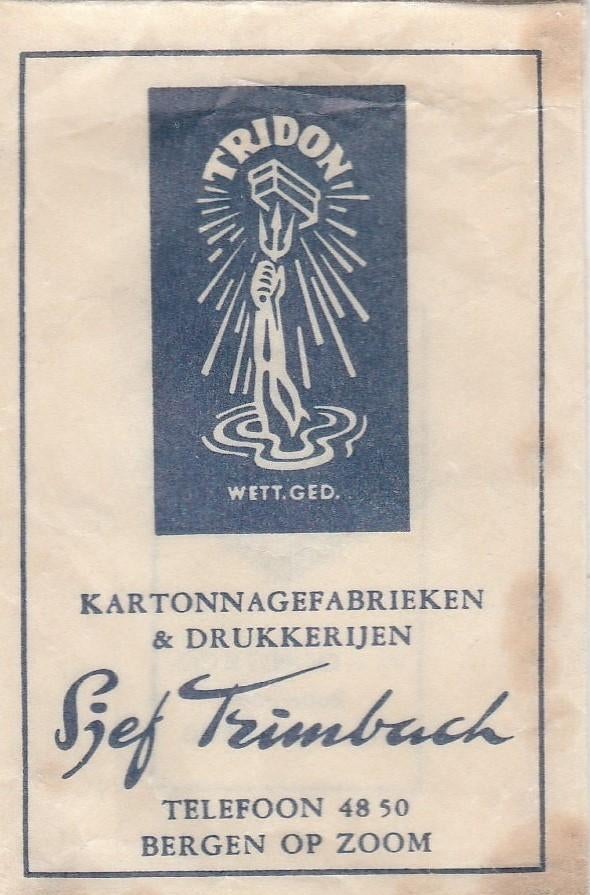 TRIDON
WETT. GED.
KARTONNAGEFABRIEKEN
& DRUKKERIJEN
Sjef Trimbach
TELEFOON 48 50
BERGEN OP ZOOM